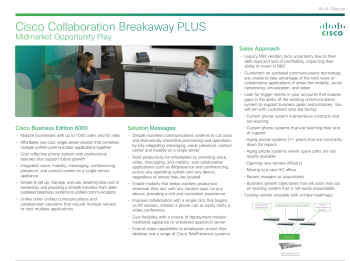 At-A-Glance
Cisco Collaboration Breakaway PLUS
Midmarket Opportunity Play
CISCO
Sales Approach
• Legacy PBX vendors face uncertainty due to their
debt load and lack of profitability, impacting their
ability to invest in R&D
• Customers on outdated communications technology
are unable to take advantage of the next wave of
collaborative applications in areas like mobility, social
networking, virtualization, and video
• Look for trigger events in your accounts that expose
gaps in the ability of the existing communications
system to support business goals and initiatives. You
will win with customers who are facing:
– Current phone system maintenance contracts that
are expiring
– Current phone systems that are reaching their end
of support
– Aging phone systems (7+ years) that are constantly
down for repairs
– Aging phone systems where spare parts are not
readily available
– Opening new remote office(s)
– Moving to a new HQ office
– Recent mergers or acquisitions
– Business growth trajectories that will soon max out
an existing system that is not easily expandable
• Existing vendor unstable with unclear roadmaps
Cisco Business Edition 6000
• Midsize businesses with up to 1000 users and 50 sites
• Affordable, low cost, single server solution that combines
multiple unified communications applications together
• Cost-effective phone system with professional
features that support future growth
• Integrates voice, mobility, messaging, conferencing,
presence, and contact center on a single server
appliance
• Simple to set up, manage, and use, lowering total cost of
ownership, and providing a smooth transition from older,
outdated telephony systems to unified communications
• Unlike other unified communications and
collaboration solutions that require multiple servers
to host multiple applications
Solution Messages
• Simplify business communications systems to cut costs
and dramatically streamline provisioning and operations
by fully integrating messaging, voice, presence, contact
center and mobility on a single server
• Build productivity for employees by providing voice,
video, messaging, and mobility and collaboration
applications such as IM/presence and conferencing,
across any operating system and any device,
regardless of where they are located
• Enable mobility that keeps workers productive
wherever they are, with any content type, on any
device, providing a rich and consistent experience
• Improve collaboration with a single click that begins
an IM session, initiates a phone call, or easily starts a
video conference
• Gain flexibility with a choice of deployment models:
traditional appliance or virtualized appliance server
• Extend video capabilities to employees across their
desktop and a range of Cisco TelePresence systems